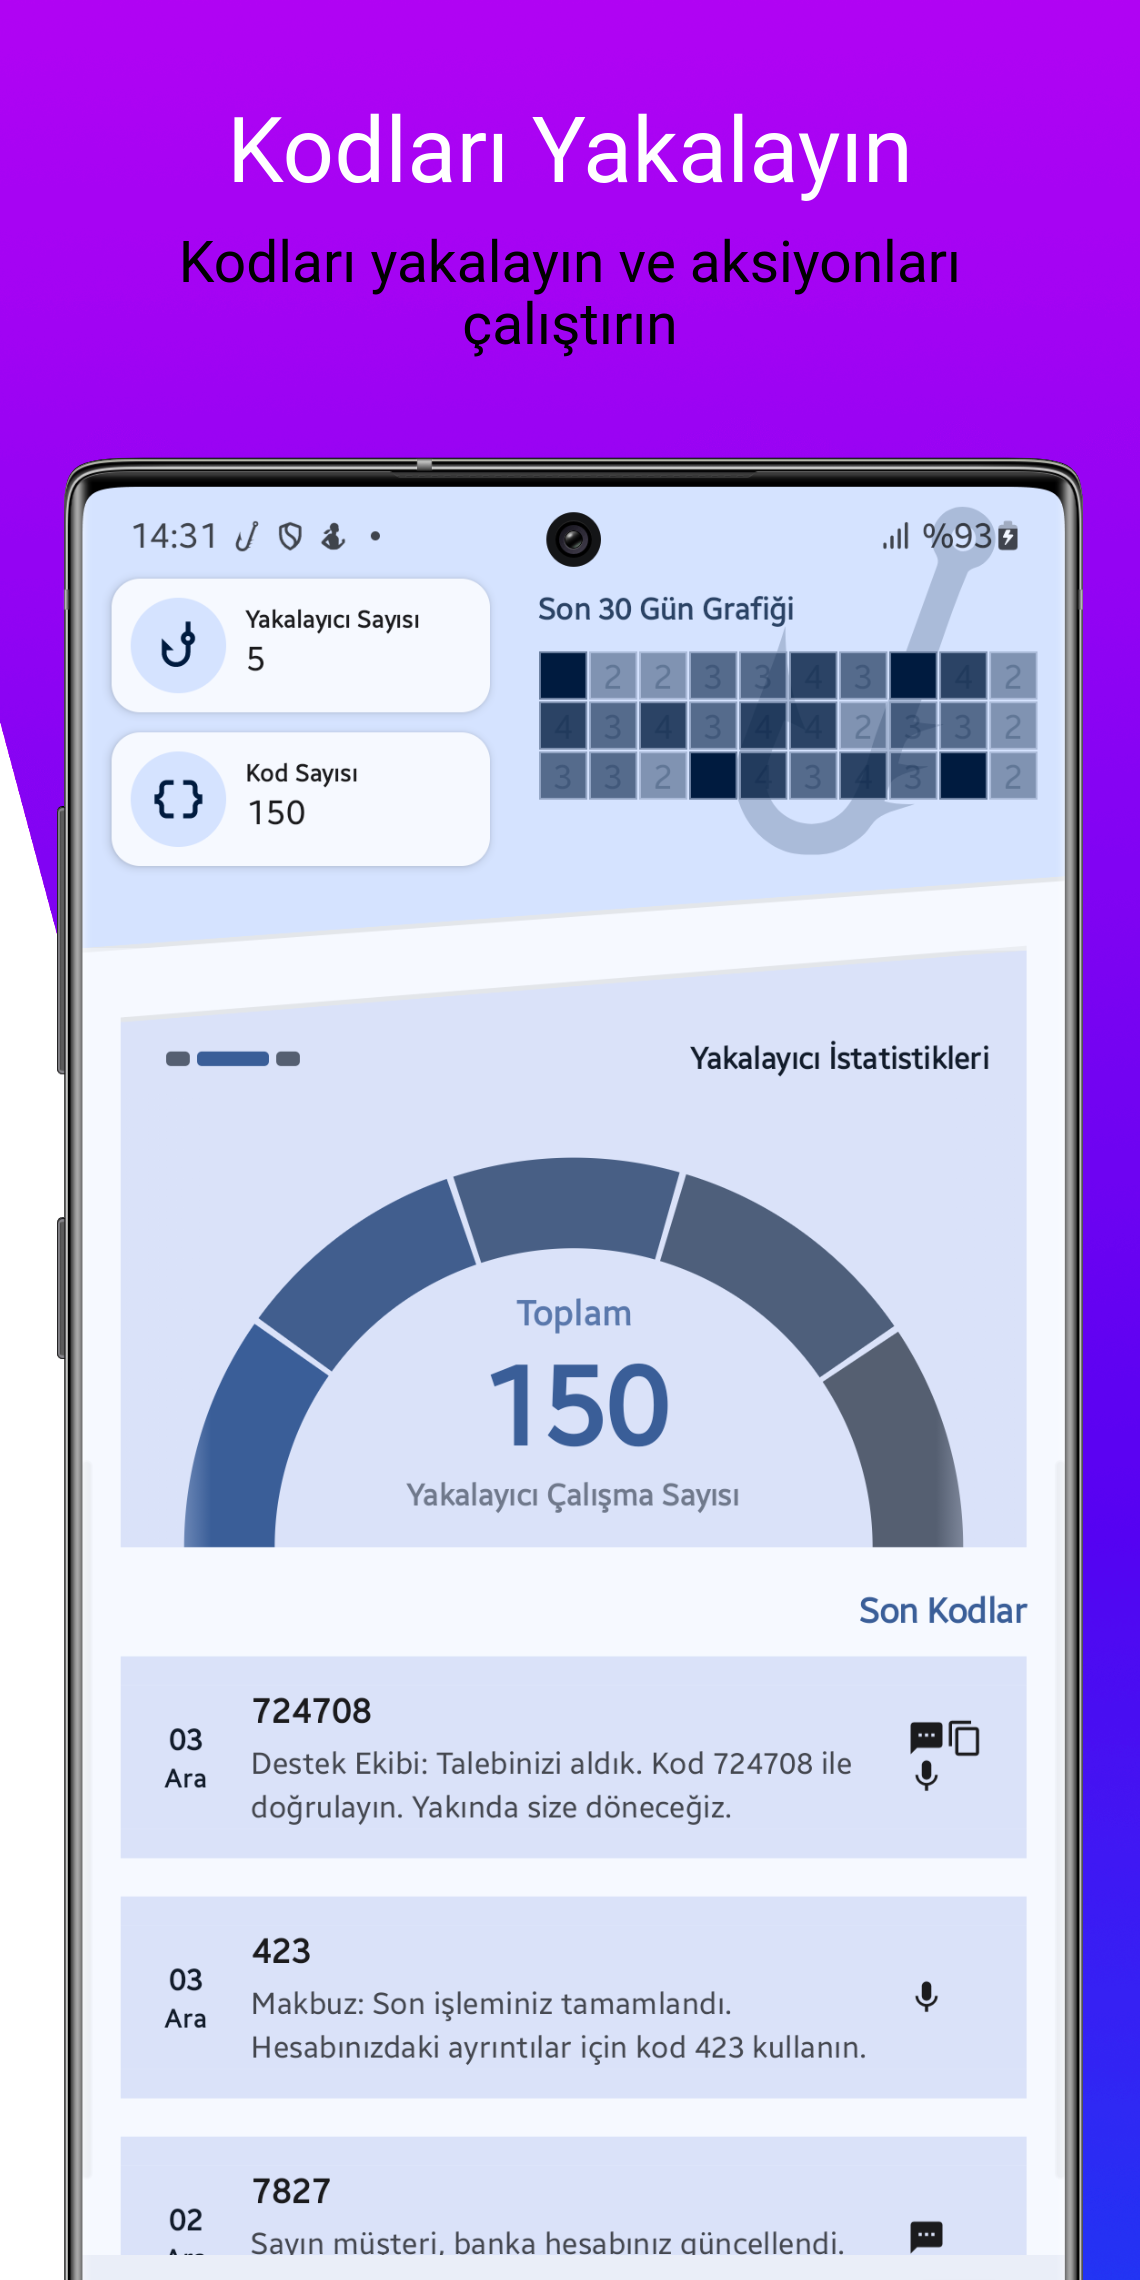 Kodları Yakalayın
Kodları yakalayın ve aksiyonları
çalıştırın
14:31
%93
Yakalayıcı Sayısı
5
Kod Sayısı
150
Son 30 Gün Grafiği
2 2 3 3 4 3 4 2
4 3 4 3 4 4 2 3 3 2
3 3 2 4 3 4 3 2
Yakalayıcı İstatistikleri
Toplam
150
Yakalayıcı Çalışma Sayısı
Son Kodlar
03
Ara
724708
Destek Ekibi: Talebinizi aldık. Kod 724708 ile
doğrulayın. Yakında size döneceğiz.
03
Ara
423
Makbuz: Son işleminiz tamamlandı.
Hesabınızdaki ayrıntılar için kod 423 kullanın.
02
7827
Sayın müşteri, banka hesabınız güncellendi.